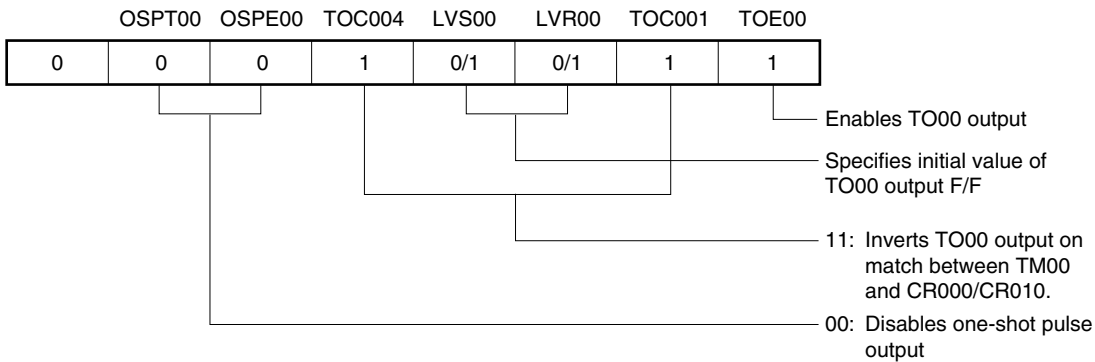 OSPT00 OSPE00 TOC004 LVS00 LVR00 TOC001 TOE00
0 0 0 1 0/1 0/1 1 1
Enables TO00 output
Specifies initial value of
TO00 output F/F
11: Inverts TO00 output on
match between TM00
and CR000/CR010.
00: Disables one-shot pulse
output